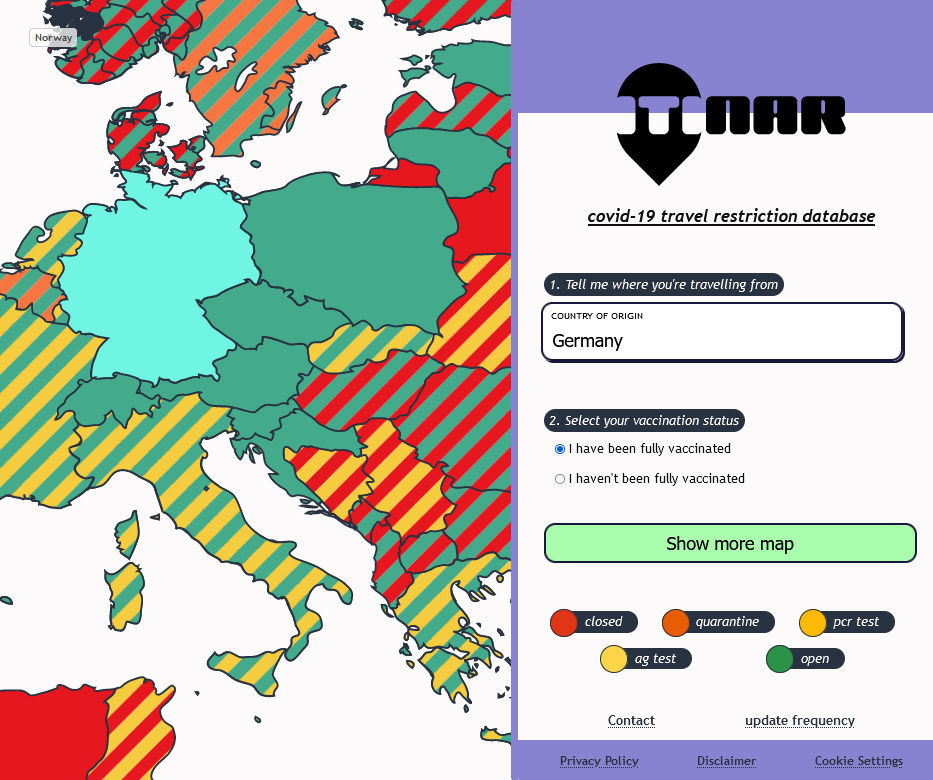 Norway
TTNAR
covid-19 travel restriction database
1. Tell me where you're travelling from
COUNTRY OF ORIGIN
Germany
2. Select your vaccination status
I have been fully vaccinated
I haven't been fully vaccinated
Show more map
closed
quarantine
pcr test
ag test
open
Contact
update frequency
Privacy Policy
Disclaimer
Cookie Settings